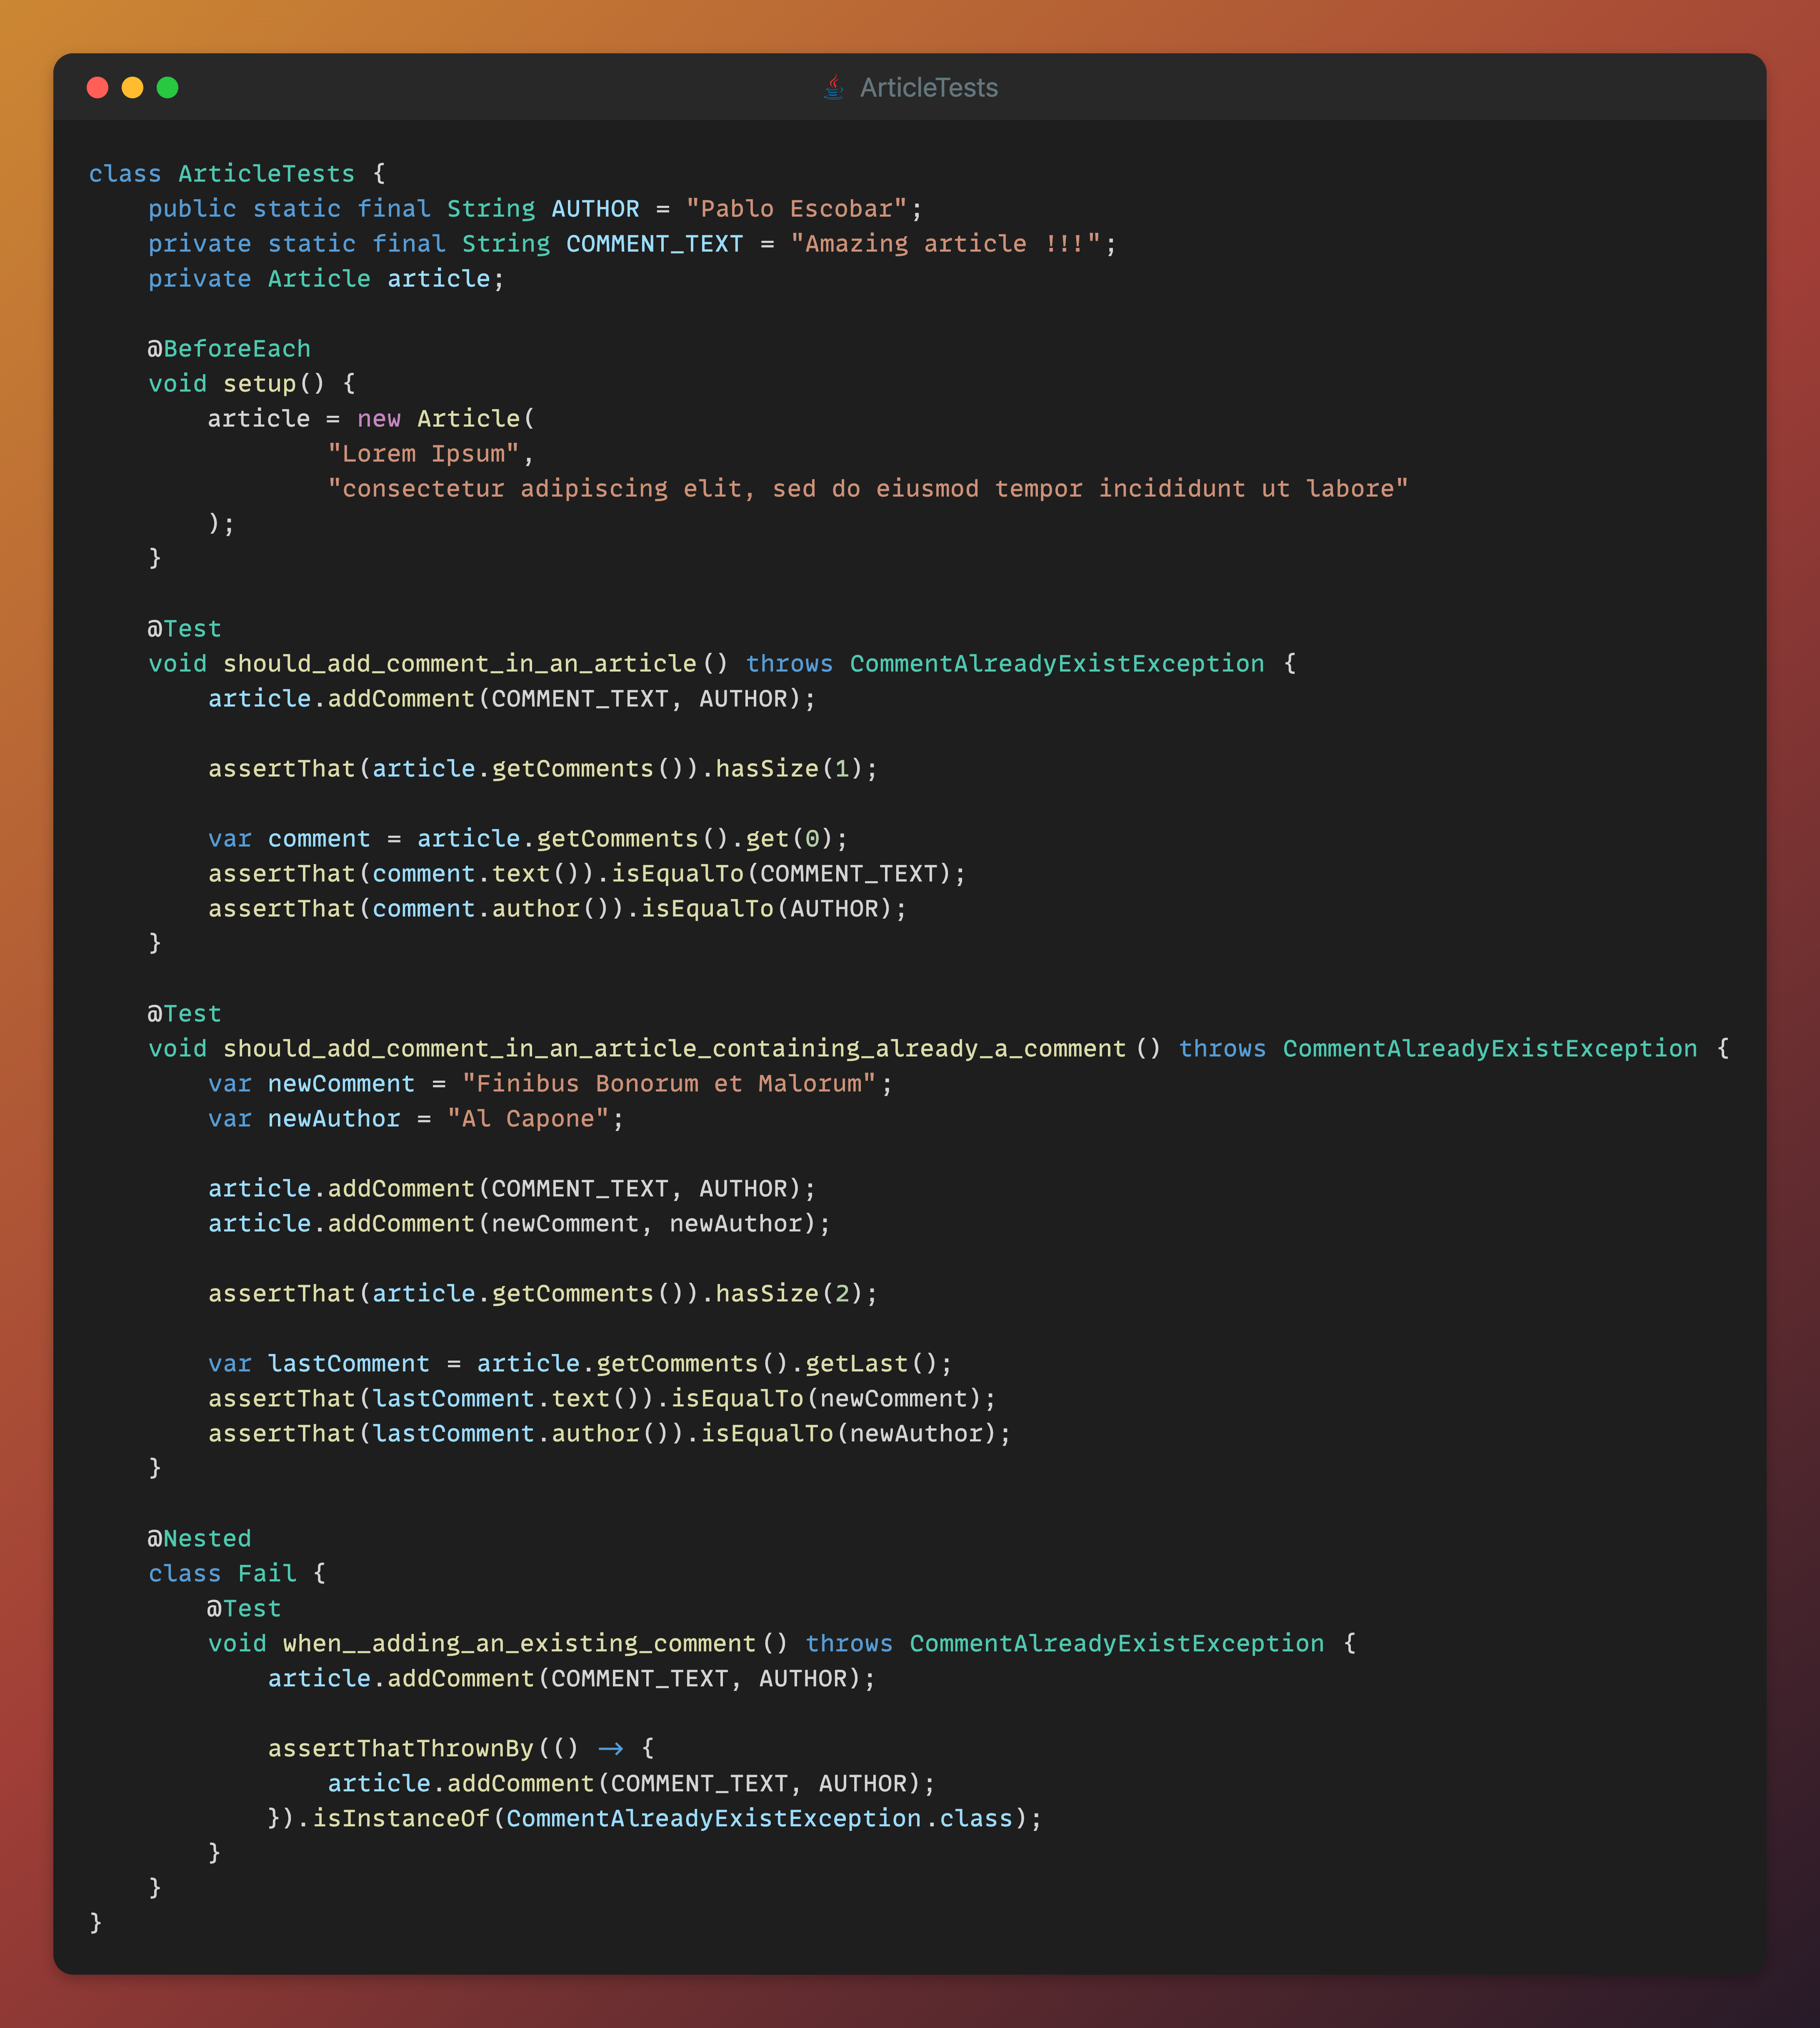 ArticleTests
class ArticleTests {
    public static final String AUTHOR = "Pablo Escobar";
    private static final String COMMENT_TEXT = "Amazing article !!!";
    private Article article;

    @BeforeEach
    void setup() {
        article = new Article(
                "Lorem Ipsum",
                "consectetur adipiscing elit, sed do eiusmod tempor incididunt ut labore"
        );
    }

    @Test
    void should_add_comment_in_an_article() throws CommentAlreadyExistException {
        article.addComment(COMMENT_TEXT, AUTHOR);

        assertThat(article.getComments()).hasSize(1);

        var comment = article.getComments().get(0);
        assertThat(comment.text()).isEqualTo(COMMENT_TEXT);
        assertThat(comment.author()).isEqualTo(AUTHOR);
    }

    @Test
    void should_add_comment_in_an_article_containing_already_a_comment() throws CommentAlreadyExistException {
        var newComment = "Finibus Bonorum et Malorum";
        var newAuthor = "Al Capone";

        article.addComment(COMMENT_TEXT, AUTHOR);
        article.addComment(newComment, newAuthor);

        assertThat(article.getComments()).hasSize(2);

        var lastComment = article.getComments().getLast();
        assertThat(lastComment.text()).isEqualTo(newComment);
        assertThat(lastComment.author()).isEqualTo(newAuthor);
    }

    @Nested
    class Fail {
        @Test
        void when__adding_an_existing_comment() throws CommentAlreadyExistException {
            article.addComment(COMMENT_TEXT, AUTHOR);

            assertThatThrownBy(() -> {
                article.addComment(COMMENT_TEXT, AUTHOR);
            }).isInstanceOf(CommentAlreadyExistException.class);
        }
    }
}